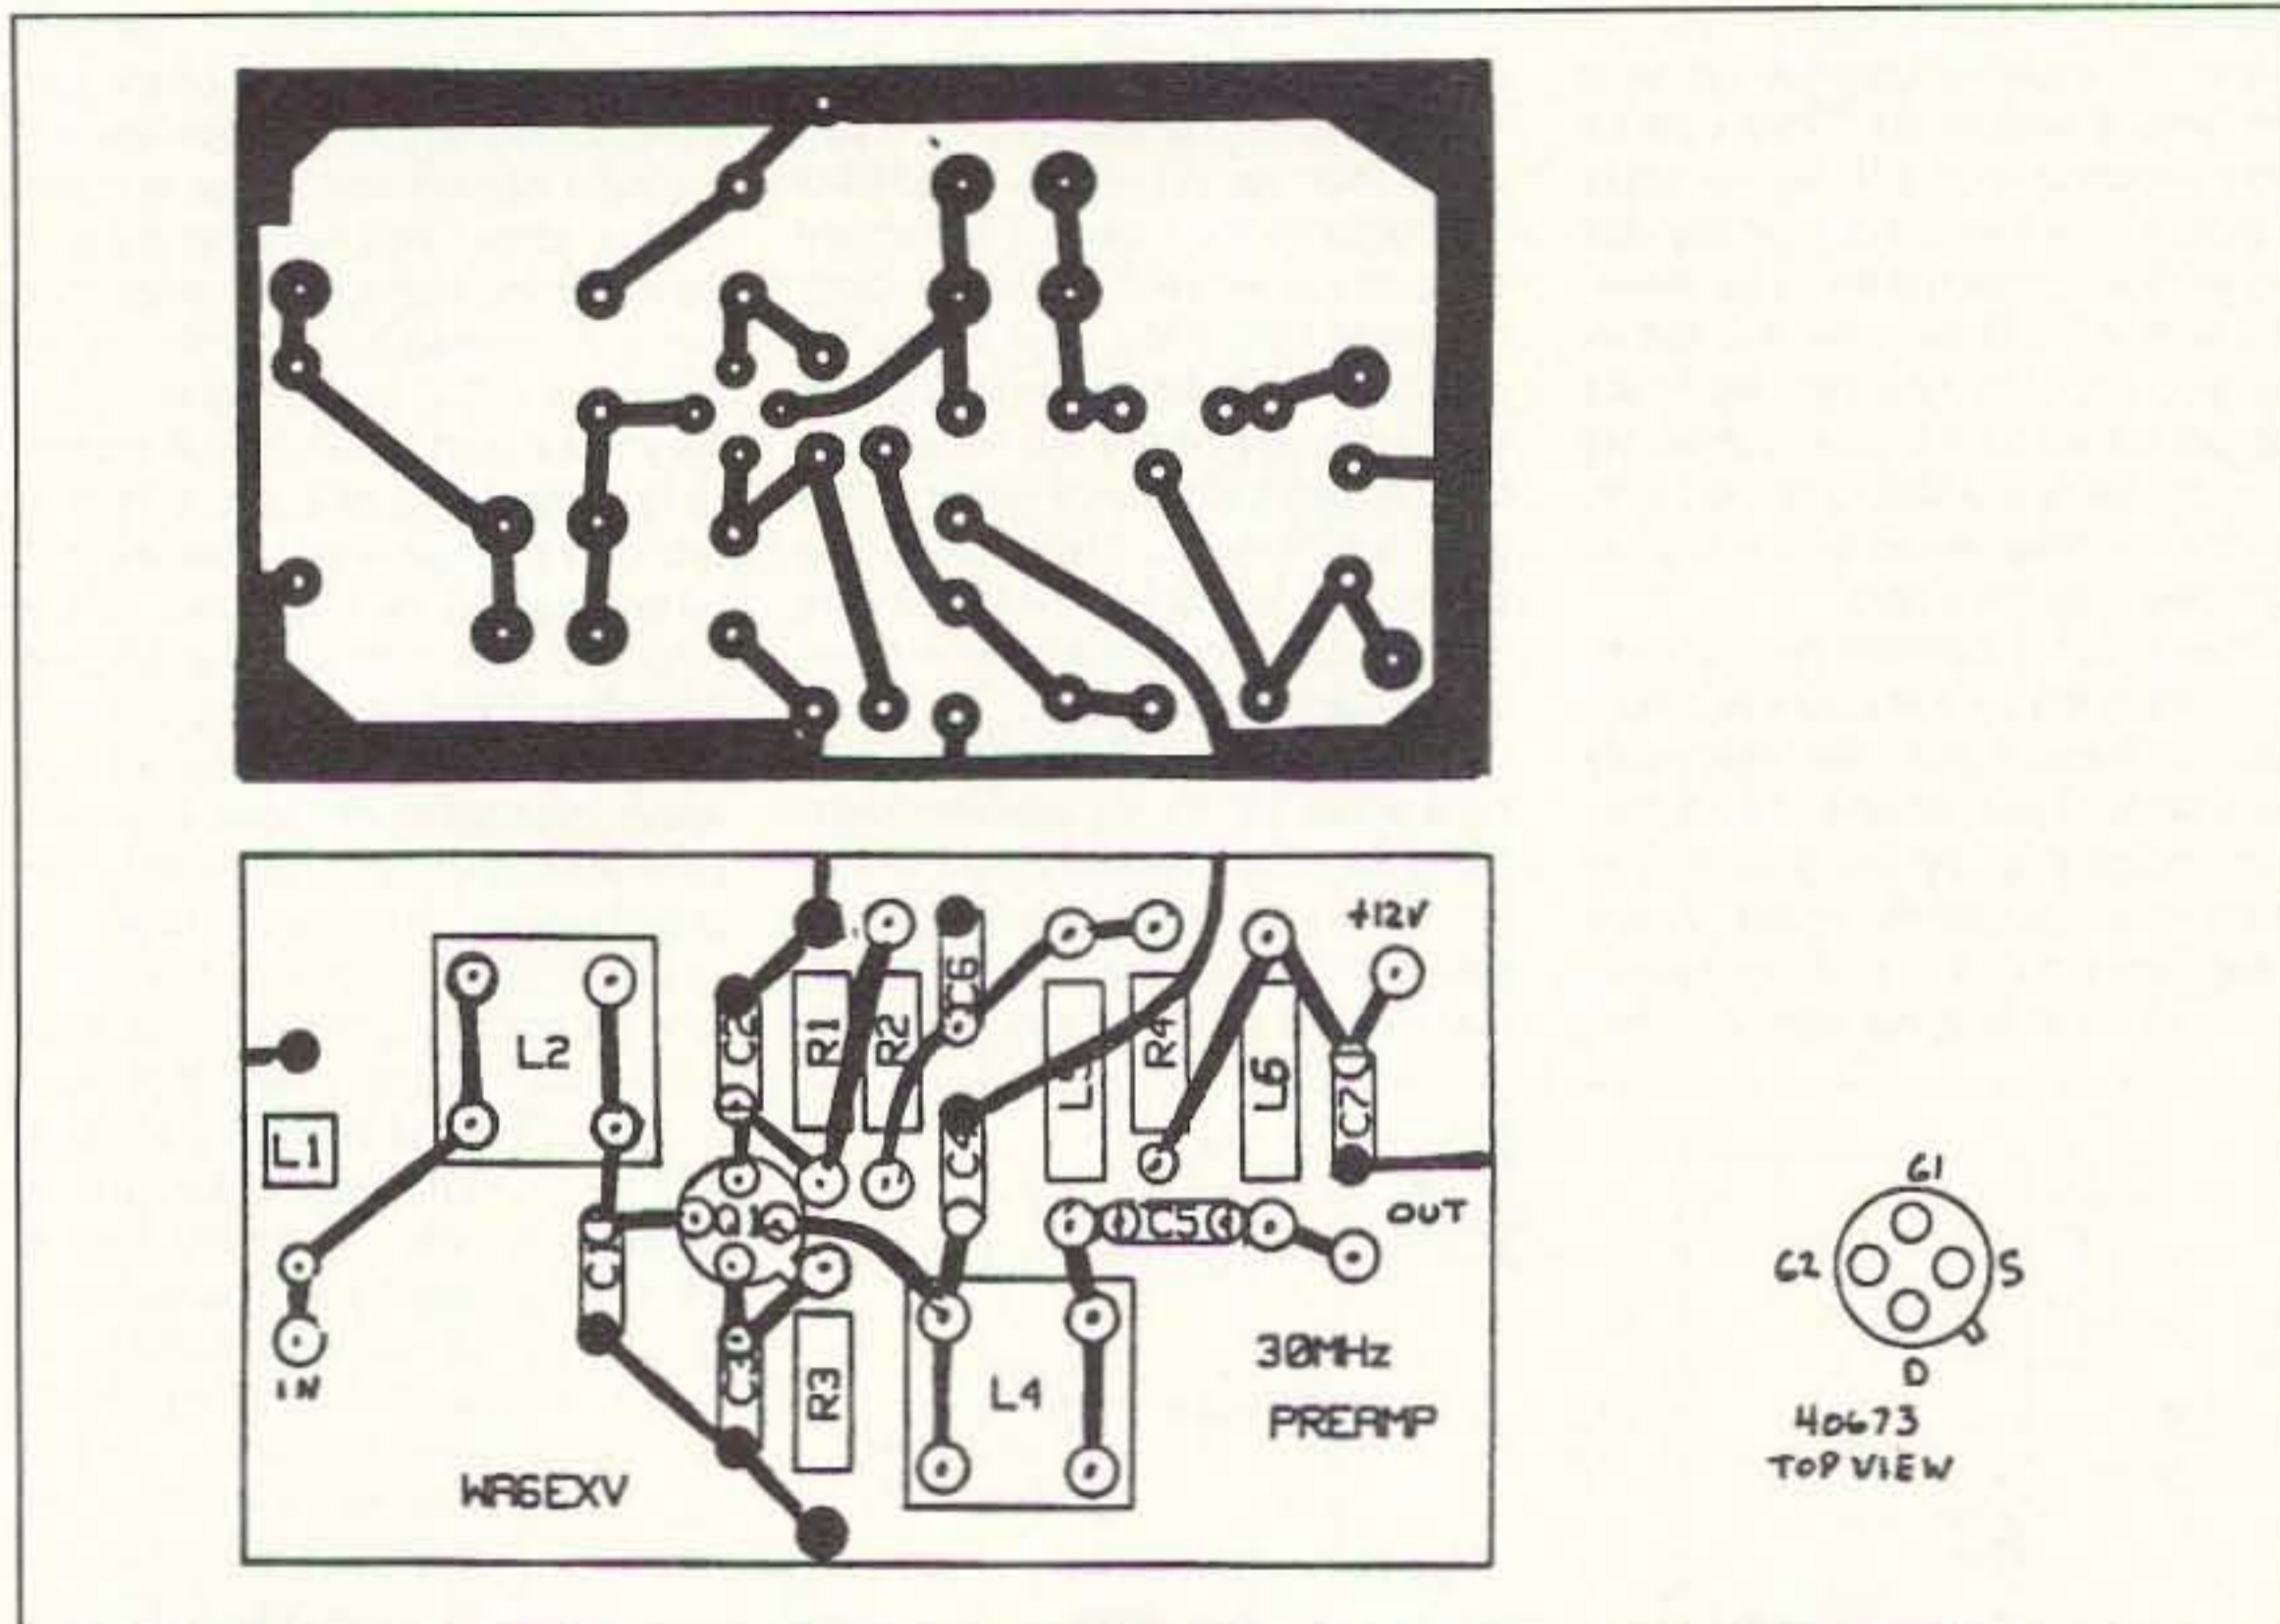 +12V
L2
C2
R1
R2
C6
L5
R4
L6
C7
L1
C4
Q1
C5
OUT
C1
IN
C3
R3
L4
30MHz
PREAMP
WA6EXV
G1
G2
S
D
40673
TOP VIEW